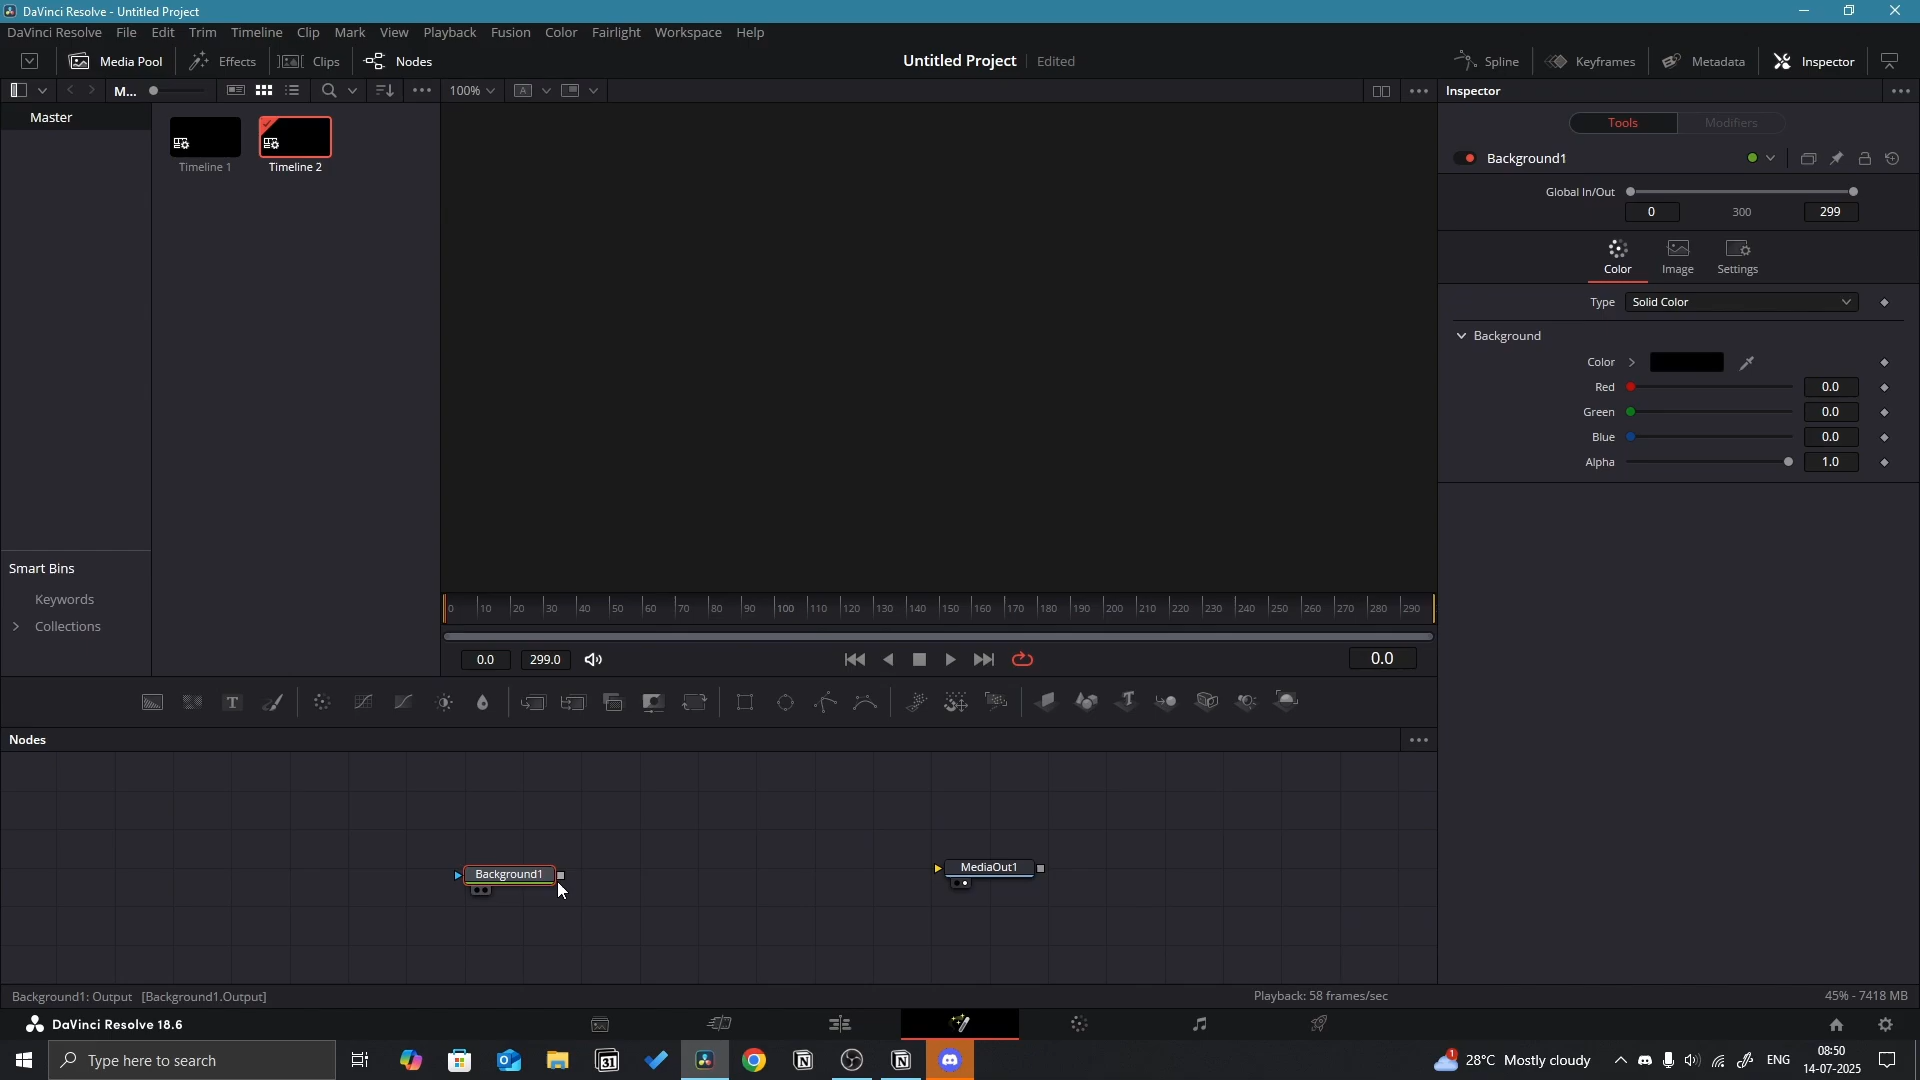 DaVinci Resolve - Untitled Project
DaVinci Resolve File Edit Trim Timeline Clip Mark View Playback Fusion Color Fairlight Workspace Help
Media Pool Effects Clips Nodes Untitled Project Edited Spline Keyframes Metadata Inspector
M... 100% A Inspector
Master
Timeline 1 Timeline 2
Tools Modifiers
Background1
Global In/Out
0 300 299
Color Image Settings
Type Solid Color
Background
Color
Red 0.0
Green 0.0
Blue 0.0
Alpha 1.0
Smart Bins
Keywords
Collections
0 10 20 30 40 50 60 70 80 90 100 110 120 130 140 150 160 170 180 190 200 210 220 230 240 250 260 270 280 290
0.0 299.0 0.0
T T
Nodes
Background1 MediaOut1
Background1: Output [Background1.Output] Playback: 58 frames/sec 45% - 7418 MB
DaVinci Resolve 18.6
Type here to search 31 1 28°C Mostly cloudy ENG 08:50
14-07-2025